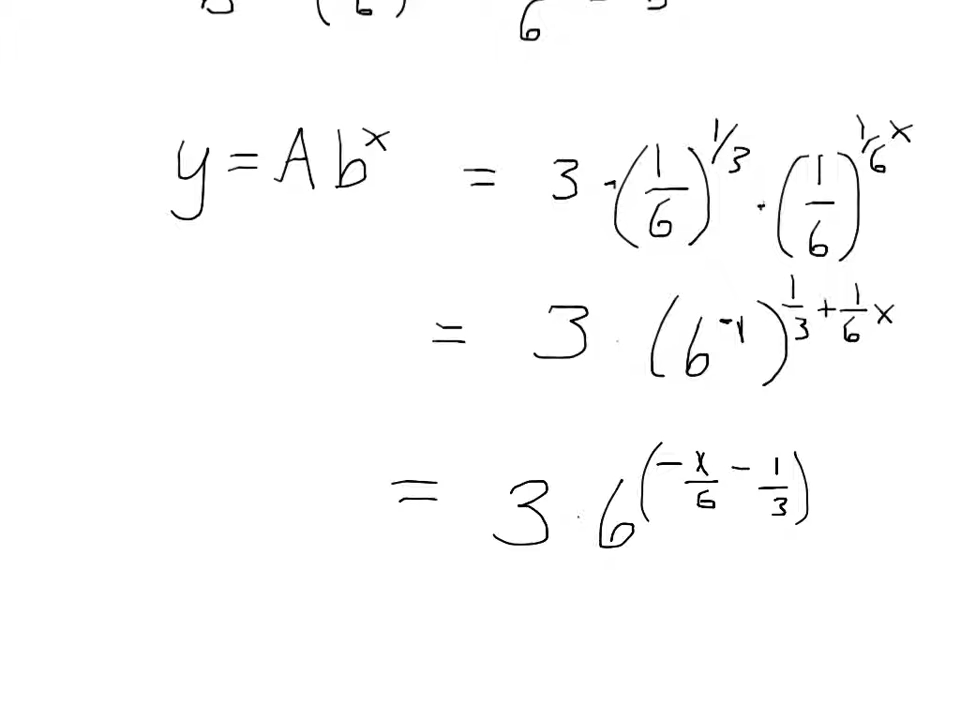 y = A b^x = 3 · (1/6)^(1/3) · (1/6)^(1/6 x)
= 3 · (6^-1)^(1/3 + 1/6 x)
= 3 · 6^(-x/6 - 1/3)